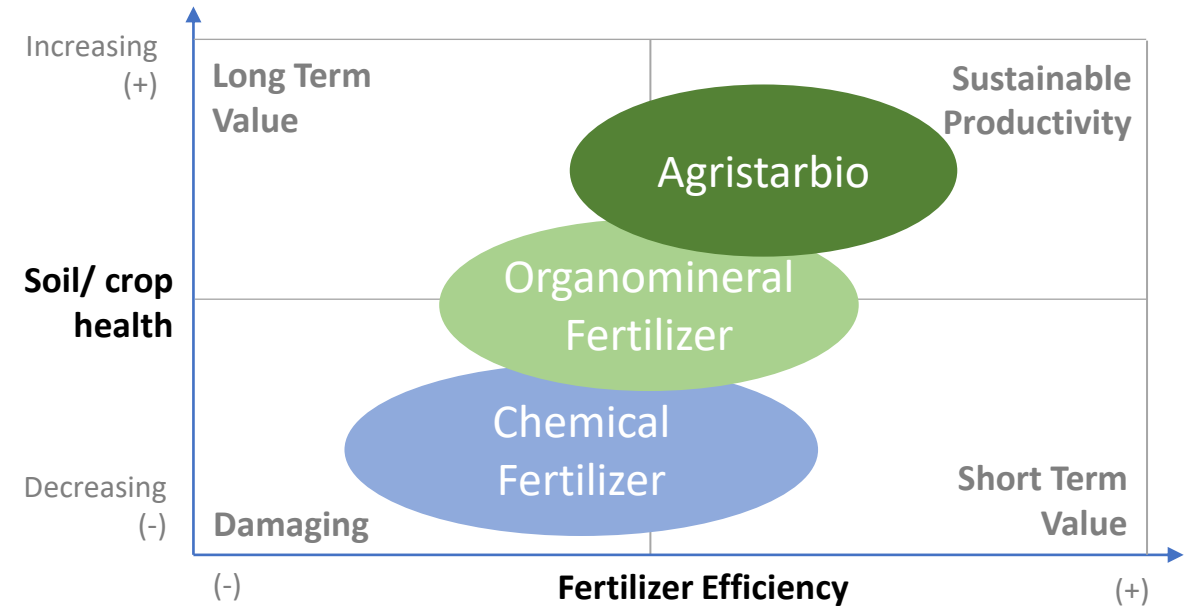 Increasing
(+)
Long Term
Value
Sustainable
Productivity
Agristarbio
Soil/ crop
health
Organomineral
Fertilizer
Chemical
Fertilizer
Decreasing
(-)
Damaging
Short Term
Value
(-)
Fertilizer Efficiency
(+)